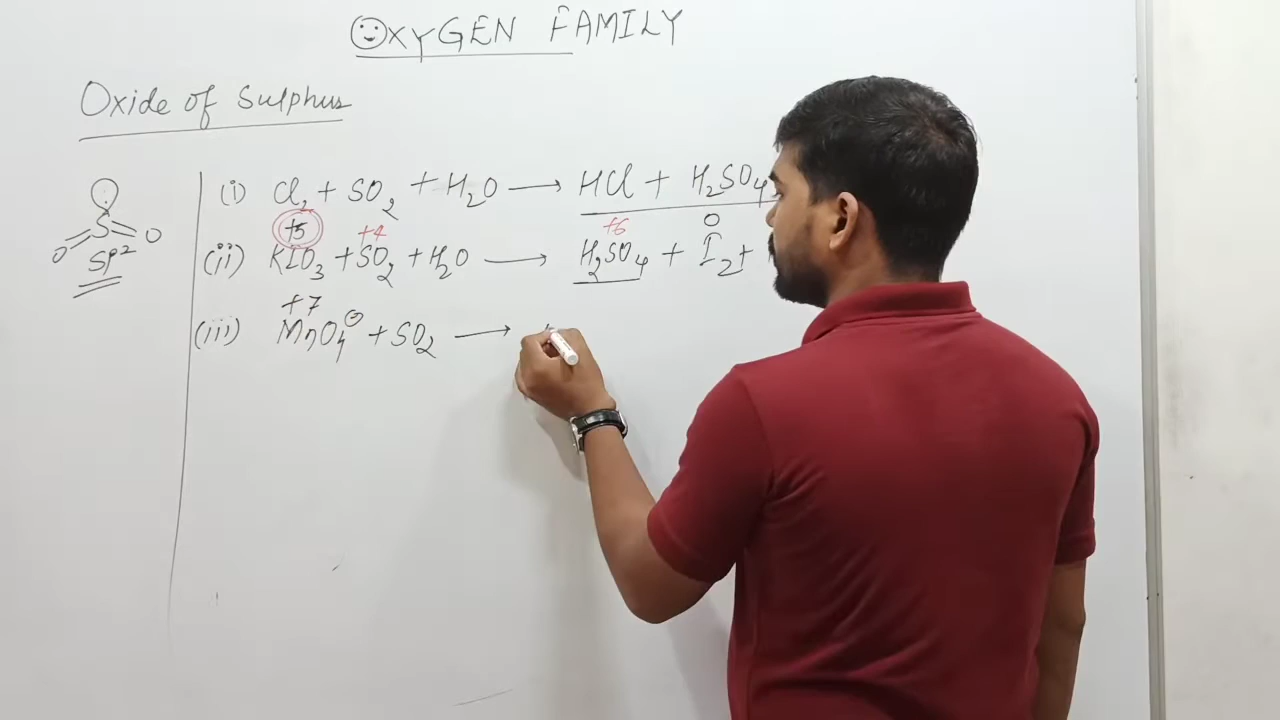 OXYGEN FAMILY
Oxide of Sulphur
S
O O
SP²
(i) Cl₂ + SO₂ + H₂O ⟶ HCl + H₂SO₄
+5 +4 +6 0
(ii) KIO₃ + SO₂ + H₂O ⟶ H₂SO₄ + I₂ +
+7
(iii) MnO₄⊖ + SO₂ ⟶